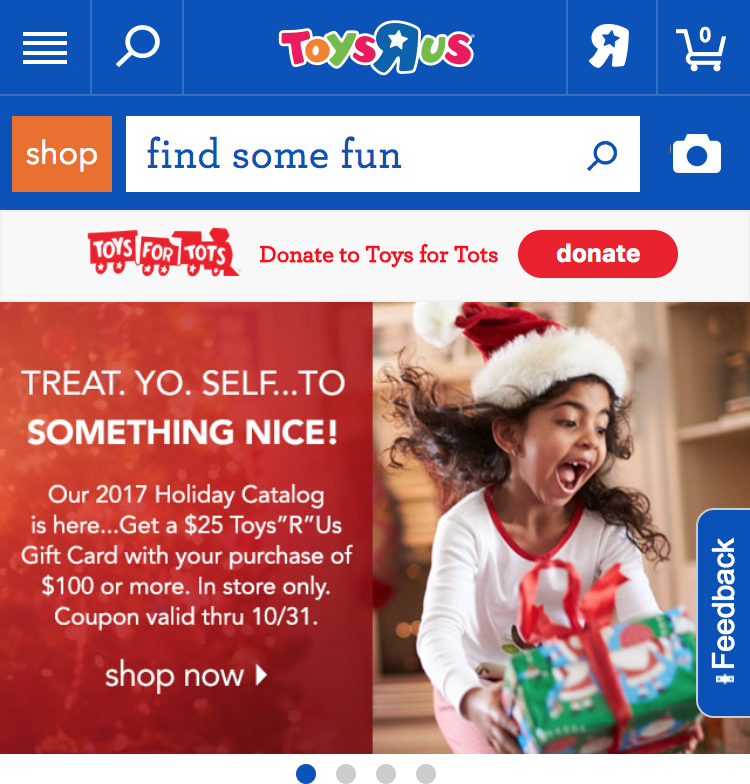 TOYS R US
0
shop
find some fun
TOYS FOR TOTS
Donate to Toys for Tots
donate
TREAT. YO. SELF...TO
SOMETHING NICE!
Our 2017 Holiday Catalog
is here...Get a $25 Toys"R"Us
Gift Card with your purchase of
$100 or more. In store only.
Coupon valid thru 10/31.
shop now
Feedback